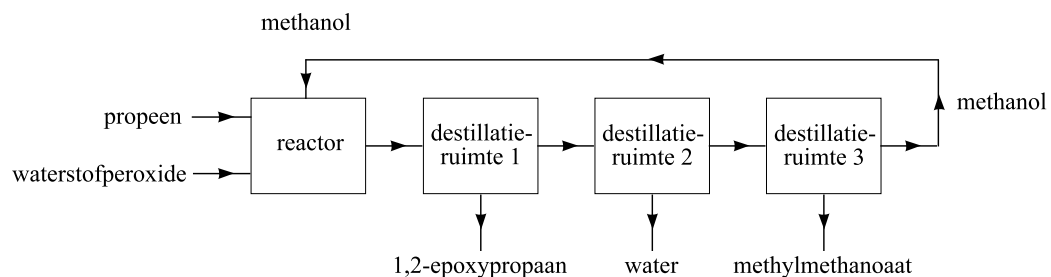 methanol
methanol
propeen
waterstofperoxide
reactor
destillatie-
ruimte 1
destillatie-
ruimte 2
destillatie-
ruimte 3
1,2-epoxypropaan
water
methylmethanoaat